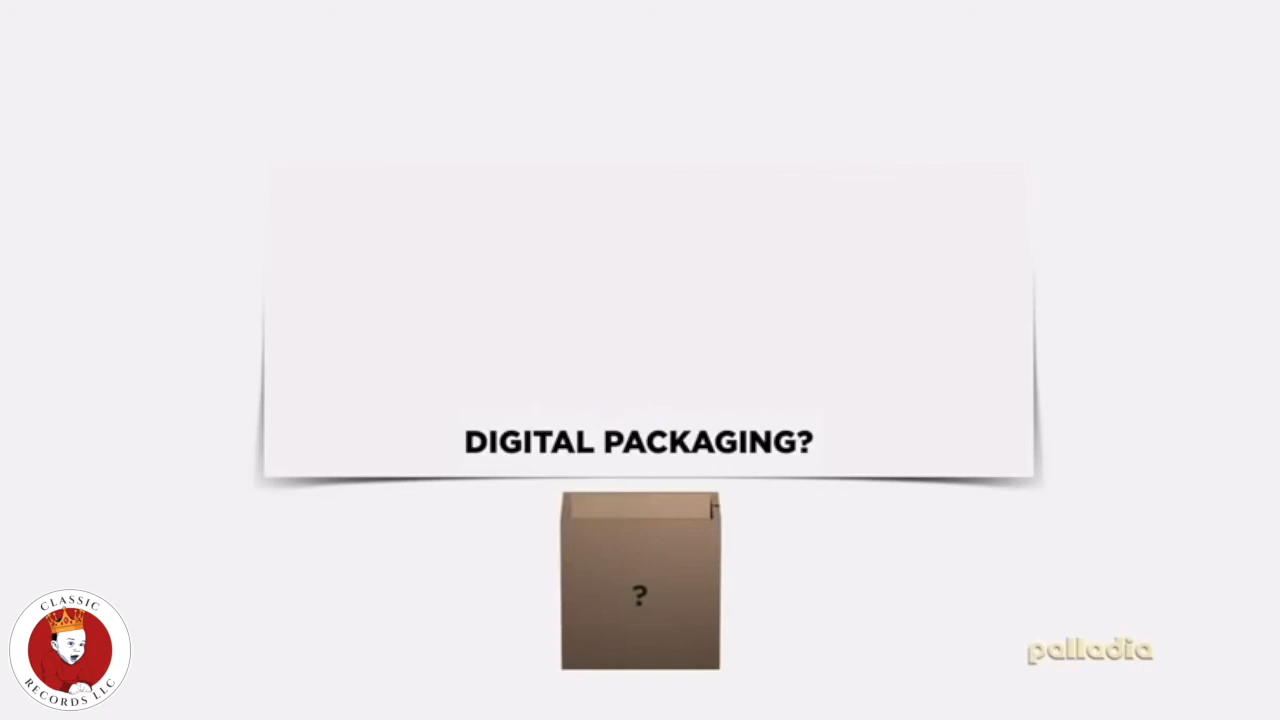 DIGITAL PACKAGING?
?
CLASSIC
RECORDS LLC
palladia